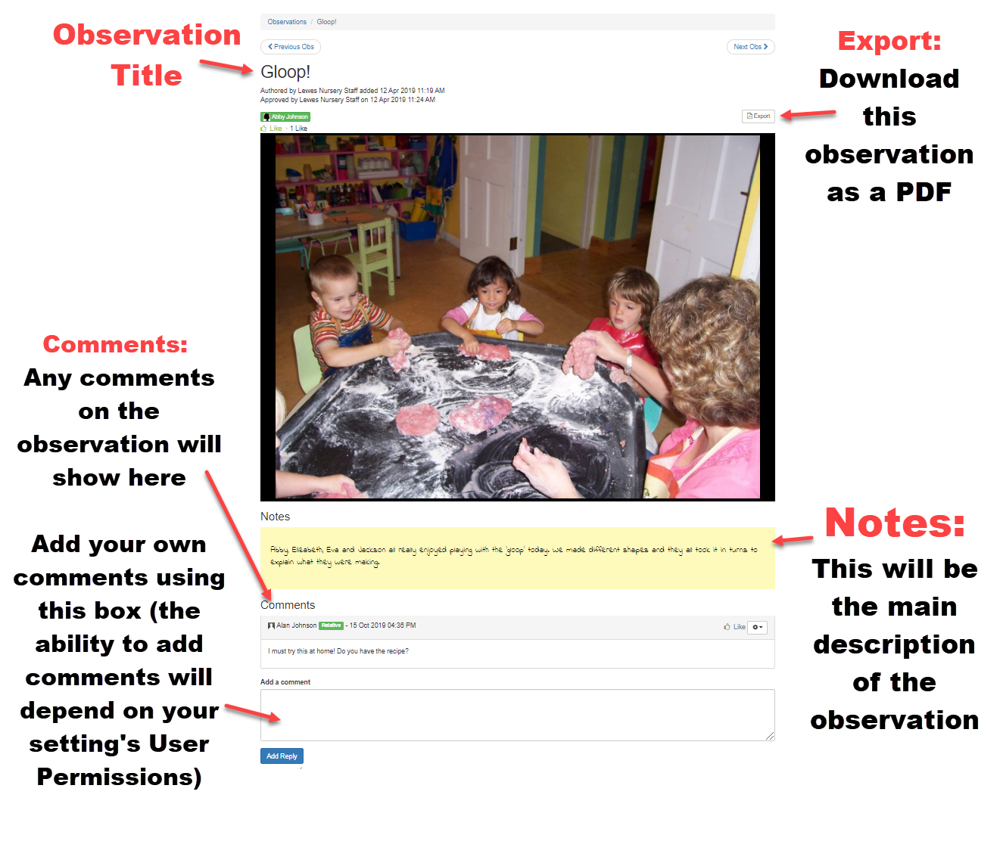 Observations / Gloop!
Previous Obs
Next Obs
Observation
Title
Gloop!
Authored by Lewes Nursery Staff added 12 Apr 2019 11:19 AM
Approved by Lewes Nursery Staff on 12 Apr 2019 11:24 AM
Abby Johnson
Export
Like · 1 Like
Export:
Download
this
observation
as a PDF
Comments:
Any comments
on the
observation will
show here
Add your own
comments using
this box (the
ability to add
comments will
depend on your
setting's User
Permissions)
Notes
Abby, Elizabeth, Eva and Jackson all really enjoyed playing with the 'gloop' today. We made different shapes and they all took it in turns to
explain what they were making.
Notes:
This will be
the main
description
of the
observation
Comments
Alan Johnson Relative - 15 Oct 2019 04:36 PM
Like
I must try this at home! Do you have the recipe?
Add a comment
Add Reply